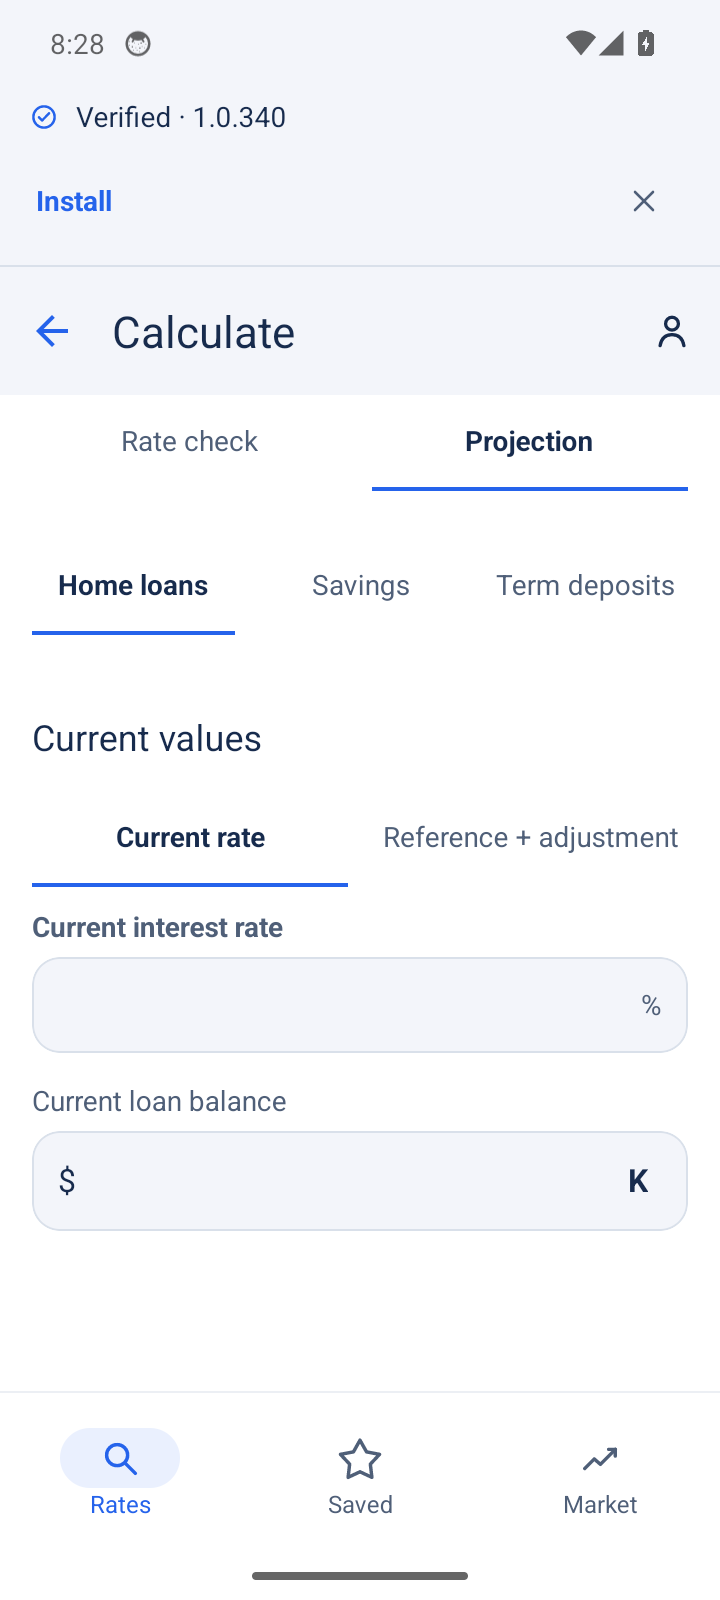 8:28
Verified · 1.0.340
Install
Calculate
Rate check Projection
Home loans Savings Term deposits
Current values
Current rate Reference + adjustment
Current interest rate
%
Current loan balance
$ K
Rates Saved Market